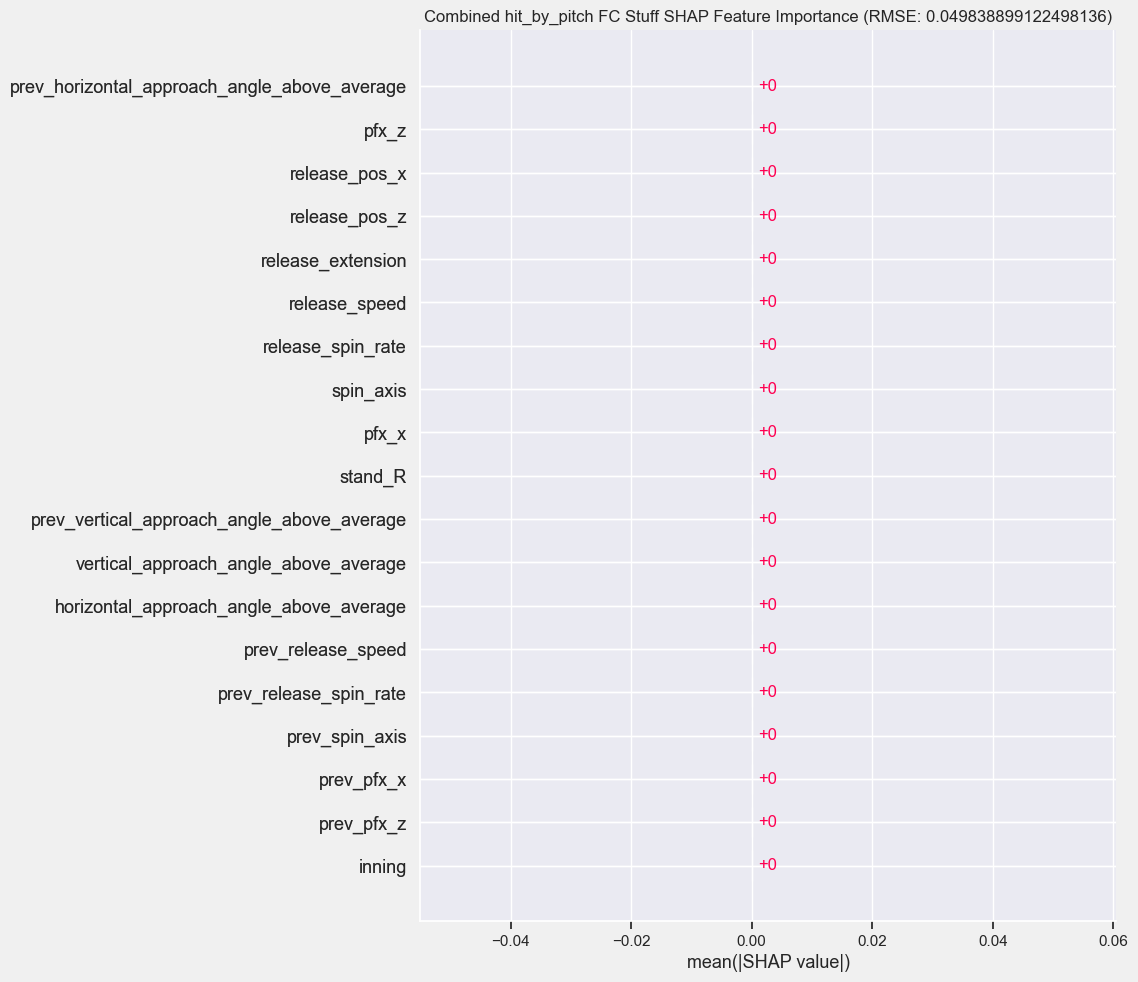 Combined hit_by_pitch FC Stuff SHAP Feature Importance (RMSE: 0.049838899122498136)
prev_horizontal_approach_angle_above_average +0
pfx_z +0
release_pos_x +0
release_pos_z +0
release_extension +0
release_speed +0
release_spin_rate +0
spin_axis +0
pfx_x +0
stand_R +0
prev_vertical_approach_angle_above_average +0
vertical_approach_angle_above_average +0
horizontal_approach_angle_above_average +0
prev_release_speed +0
prev_release_spin_rate +0
prev_spin_axis +0
prev_pfx_x +0
prev_pfx_z +0
inning +0
−0.04 −0.02 0.00 0.02 0.04 0.06
mean(|SHAP value|)